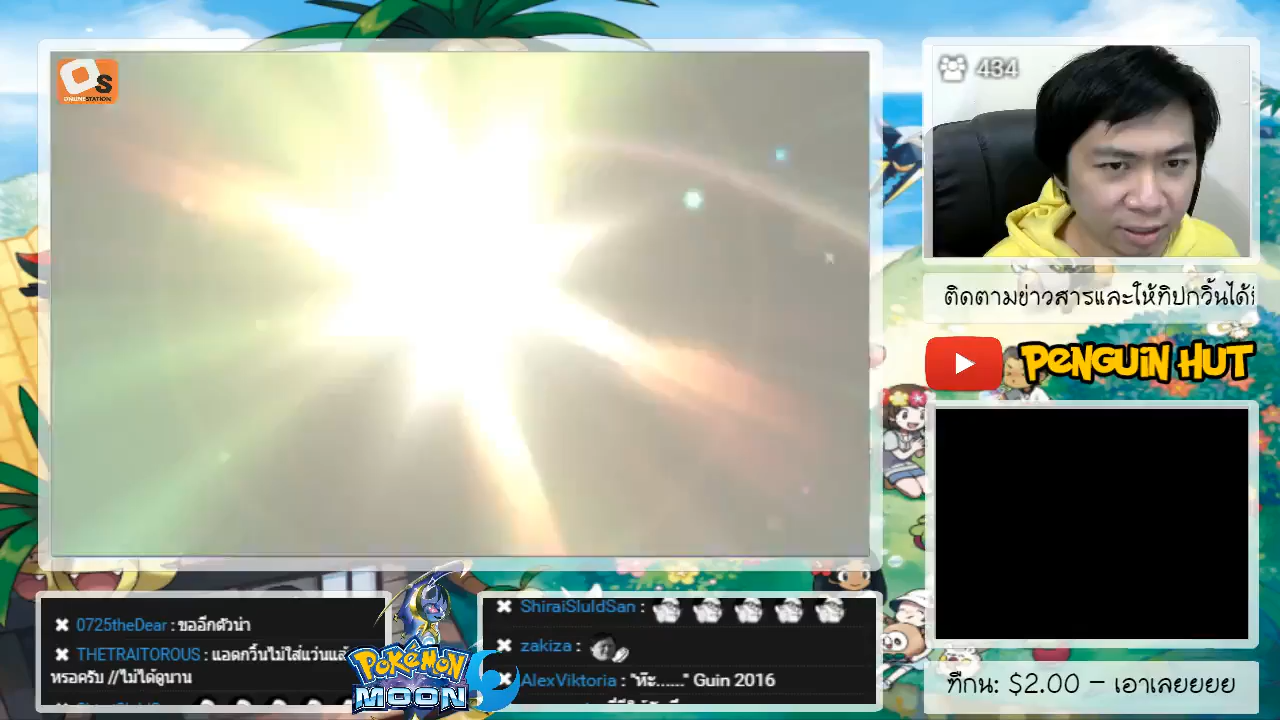 OS
ONLINE STATION
434
ติดตามข่าวสารและให้ทิปกวิ้นได้ที
PENGUIN HUT
0725theDear : ขออีกตัวน่า
THETRAITOROUS : แอดกวิ้นไม่ใส่แว่นแล้
หรอครับ //ไม่ได้ดูนาน
ShiraiSluldSan :
zakiza :
AlexViktoria : "ห๊ะ......" Guin 2016
POKéMON
MOON
ทีกน: $2.00 - เอาเลยยยย